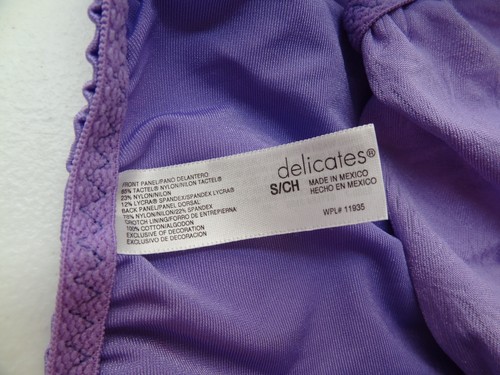 FRONT PANEL/PANO DELANTERO
65% TACTEL® NYLON/NILON TACTEL®
23% NYLON/NILON
12% LYCRA® SPANDEX/SPANDEX LYCRA®
BACK PANEL/PANEL DORSAL
78% NYLON/NILON/22% SPANDEX
CROTCH LINING/FORRO DE ENTREPIERNA
100% COTTON/ALGODON
EXCLUSIVE OF DECORATION
EXCLUSIVO DE DECORACION
delicates®
S/CH MADE IN MEXICO
HECHO EN MEXICO
WPL# 11935